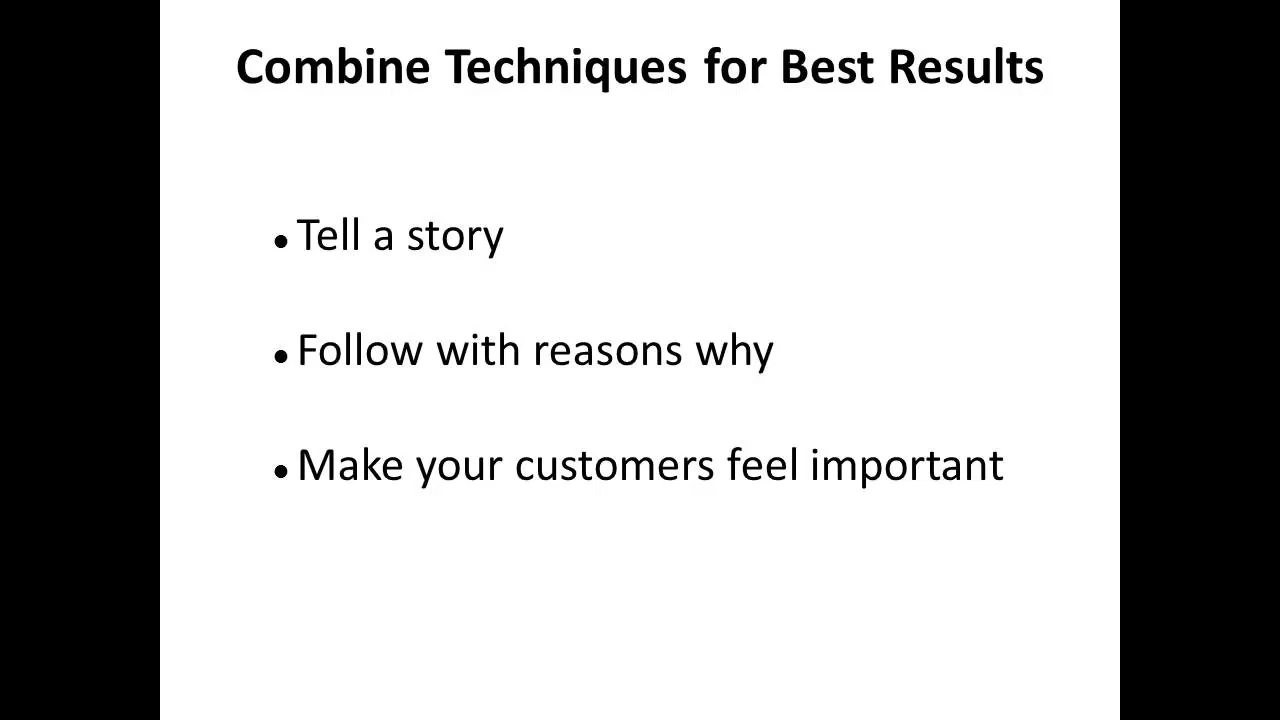 Combine Techniques for Best Results
• Tell a story
• Follow with reasons why
• Make your customers feel important